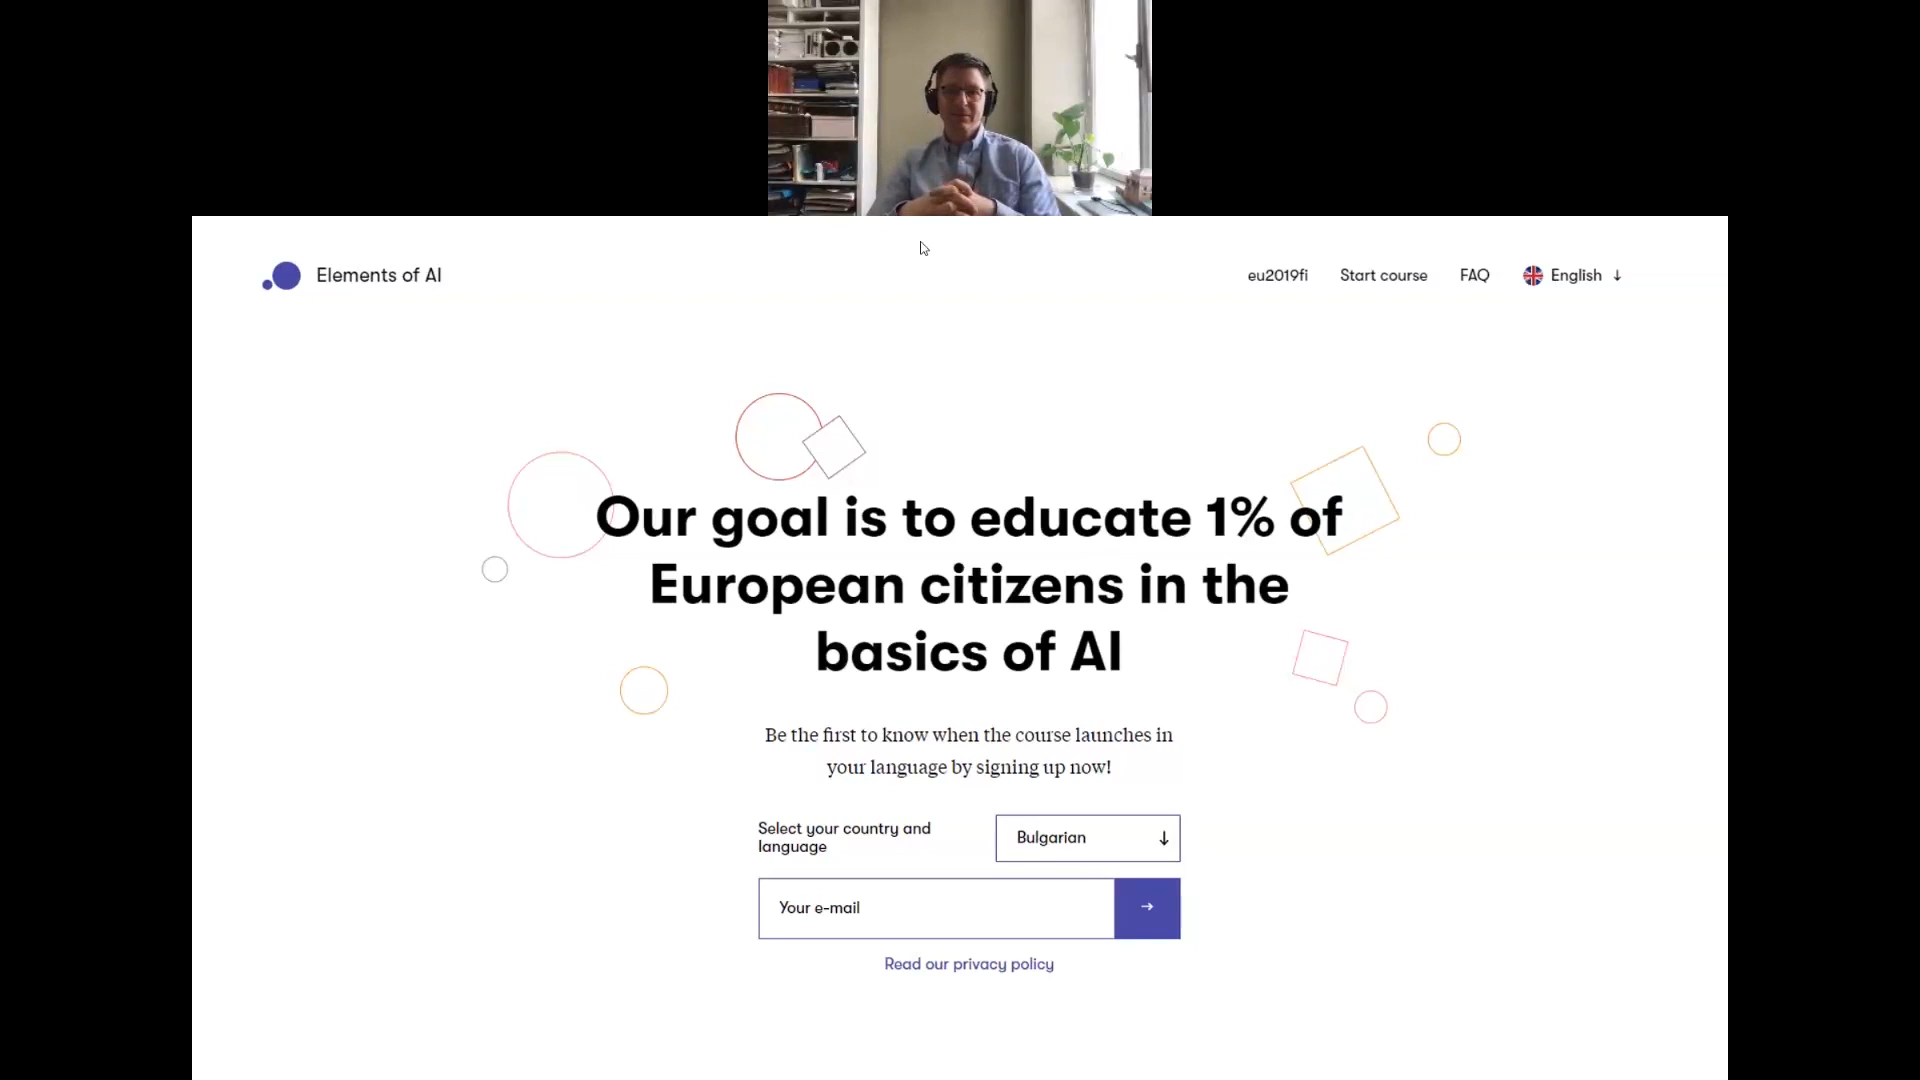 Elements of AI
eu2019fi
Start course
FAQ
English ↓
Our goal is to educate 1% of
European citizens in the
basics of AI
Be the first to know when the course launches in
your language by signing up now!
Select your country and
language
Bulgarian ↓
Your e-mail
→
Read our privacy policy